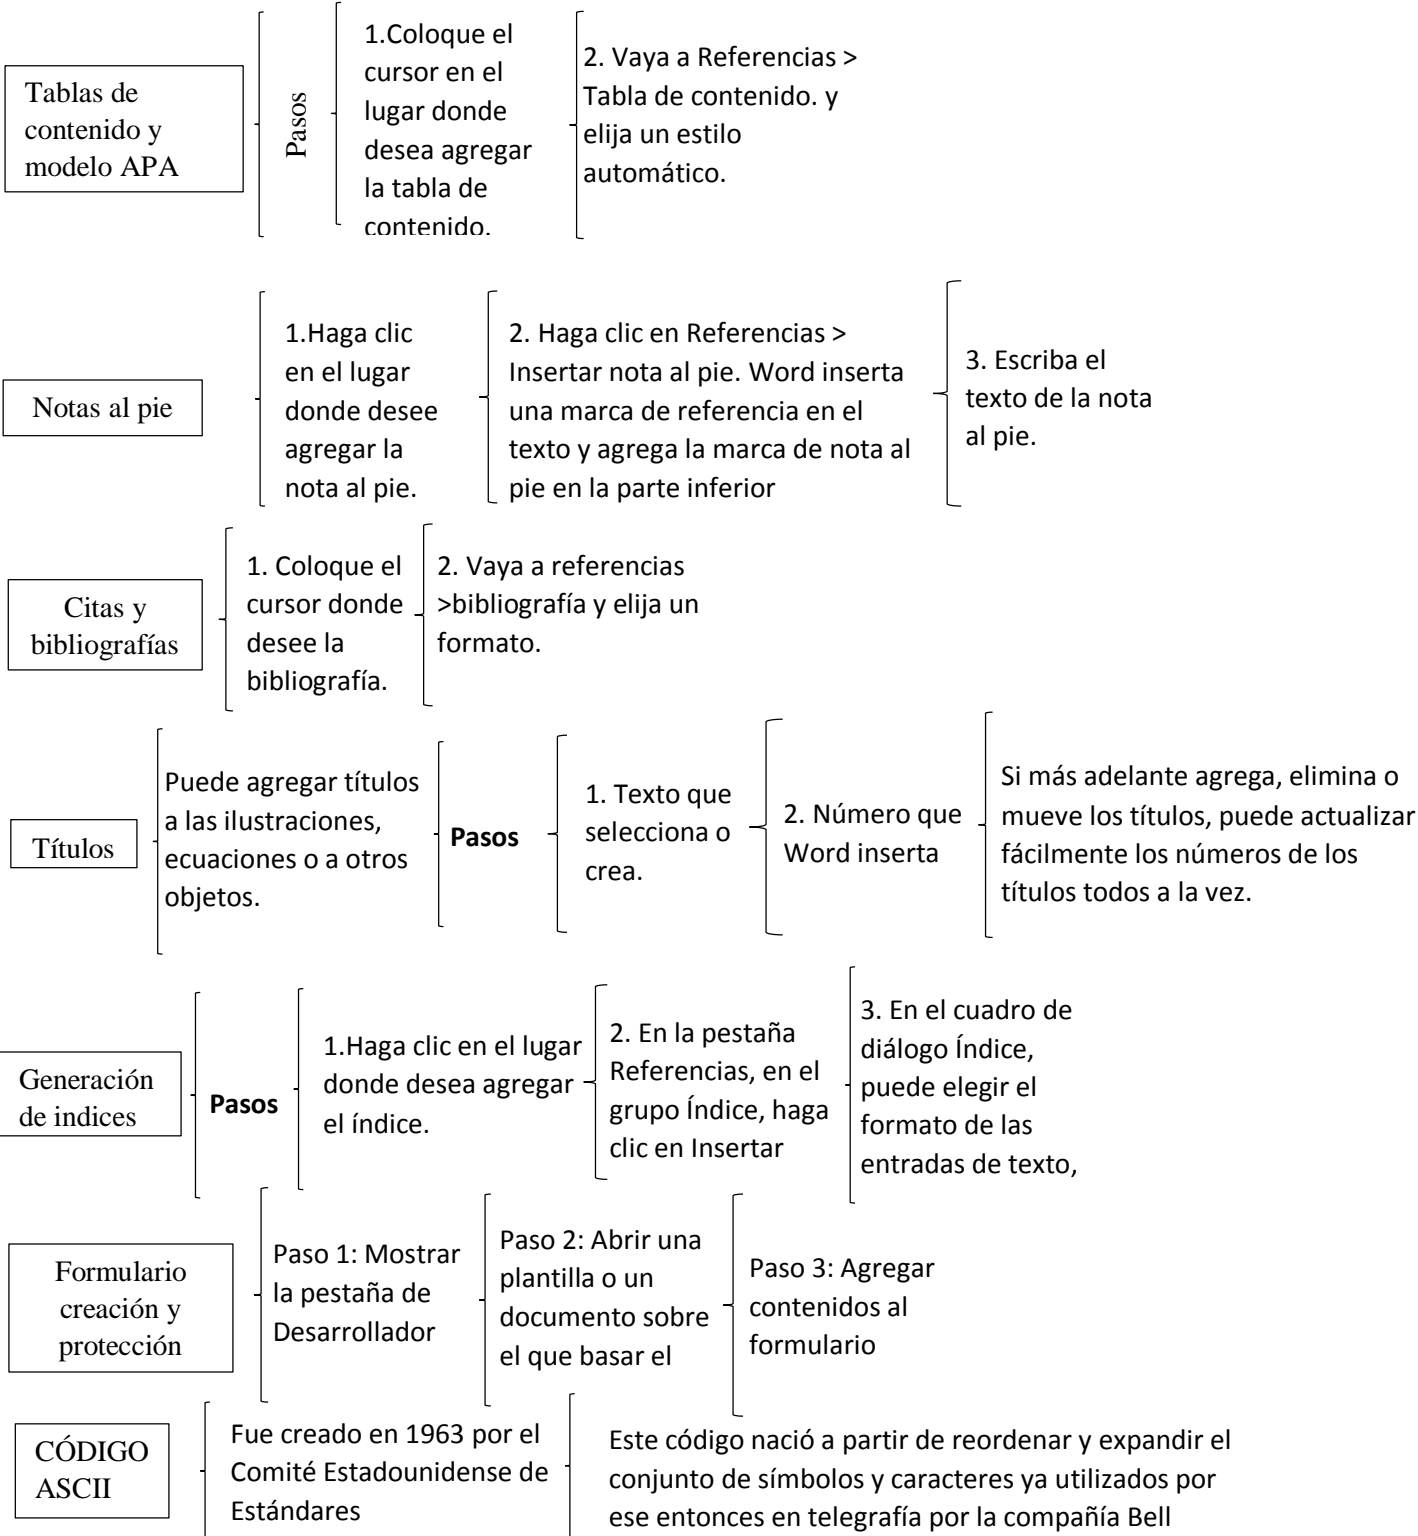 Tablas de
contenido y
modelo APA
Pasos
1.Coloque el
cursor en el
lugar donde
desea agregar
la tabla de
contenido.
2. Vaya a Referencias >
Tabla de contenido. y
elija un estilo
automático.
Notas al pie
1.Haga clic
en el lugar
donde desee
agregar la
nota al pie.
2. Haga clic en Referencias >
Insertar nota al pie. Word inserta
una marca de referencia en el
texto y agrega la marca de nota al
pie en la parte inferior
3. Escriba el
texto de la nota
al pie.
Citas y
bibliografías
1. Coloque el
cursor donde
desee la
bibliografía.
2. Vaya a referencias
>bibliografía y elija un
formato.
Títulos
Puede agregar títulos
a las ilustraciones,
ecuaciones o a otros
objetos.
Pasos
1. Texto que
selecciona o
crea.
2. Número que
Word inserta
Si más adelante agrega, elimina o
mueve los títulos, puede actualizar
fácilmente los números de los
títulos todos a la vez.
Generación
de indices
Pasos
1.Haga clic en el lugar
donde desea agregar
el índice.
2. En la pestaña
Referencias, en el
grupo Índice, haga
clic en Insertar
3. En el cuadro de
diálogo Índice,
puede elegir el
formato de las
entradas de texto,
Formulario
creación y
protección
Paso 1: Mostrar
la pestaña de
Desarrollador
Paso 2: Abrir una
plantilla o un
documento sobre
el que basar el
Paso 3: Agregar
contenidos al
formulario
CÓDIGO
ASCII
Fue creado en 1963 por el
Comité Estadounidense de
Estándares
Este código nació a partir de reordenar y expandir el
conjunto de símbolos y caracteres ya utilizados por
ese entonces en telegrafía por la compañía Bell